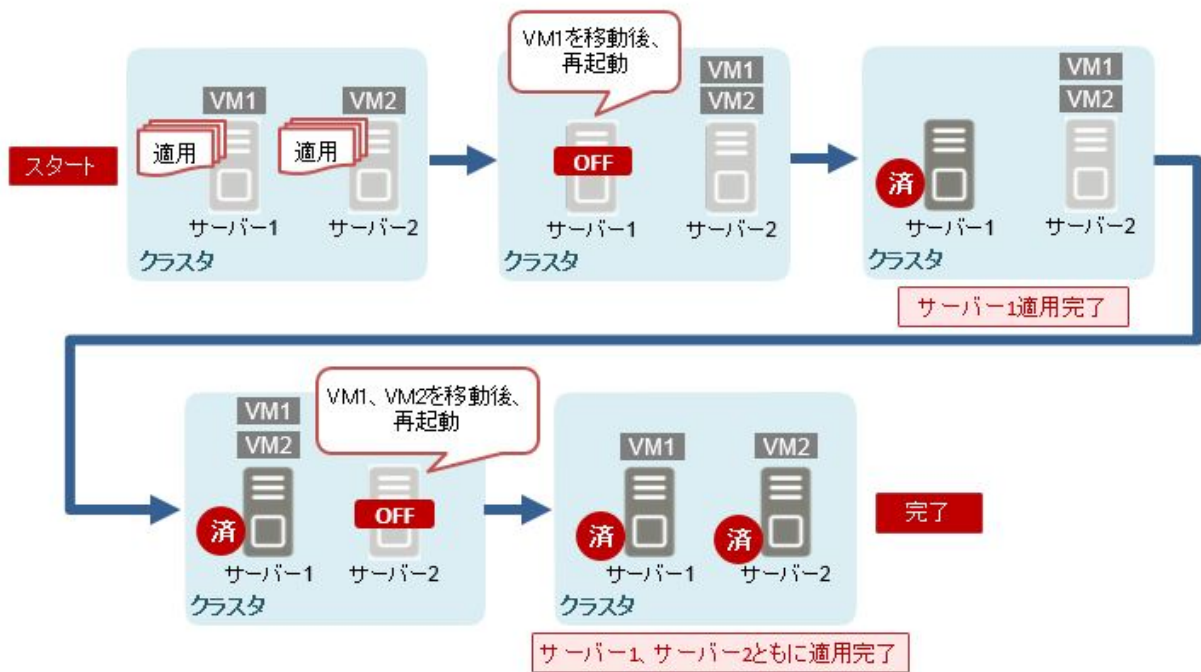 スタート
VM1
VM2
適用
適用
サーバー1
サーバー2
クラスタ
VM1を移動後、
再起動
VM1
VM2
OFF
サーバー1
サーバー2
クラスタ
VM1
VM2
済
サーバー1
サーバー2
クラスタ
サーバー1適用完了
VM1
VM2
VM1、VM2を移動後、
再起動
済
OFF
サーバー1
サーバー2
クラスタ
VM1
VM2
済
済
サーバー1
サーバー2
クラスタ
サーバー1、サーバー2ともに適用完了
完了